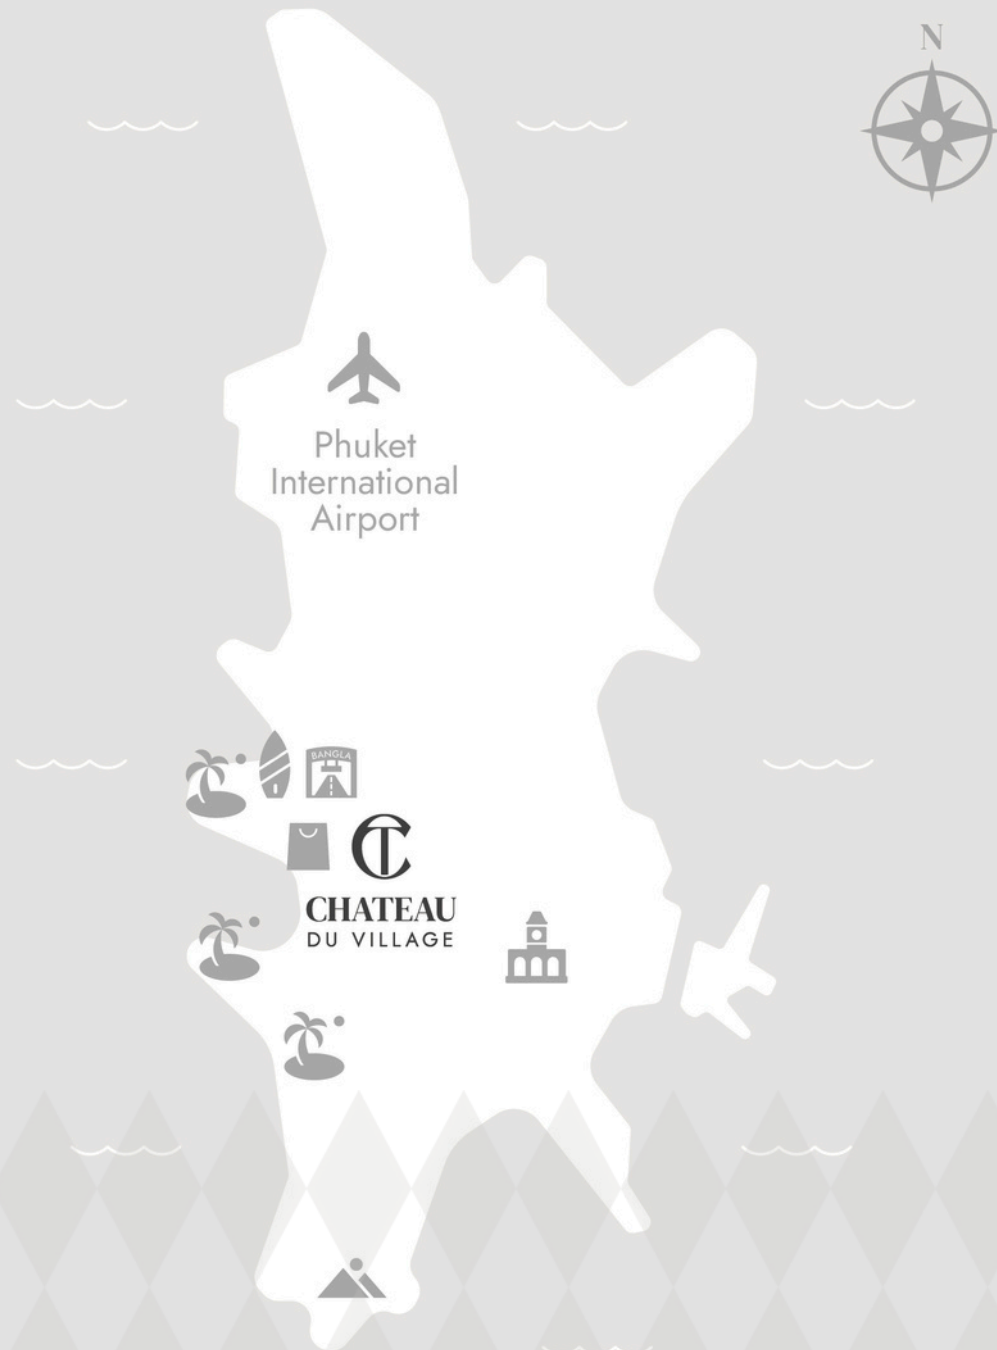 N
Phuket
International
Airport
BANGLA
CHATEAU
DU VILLAGE